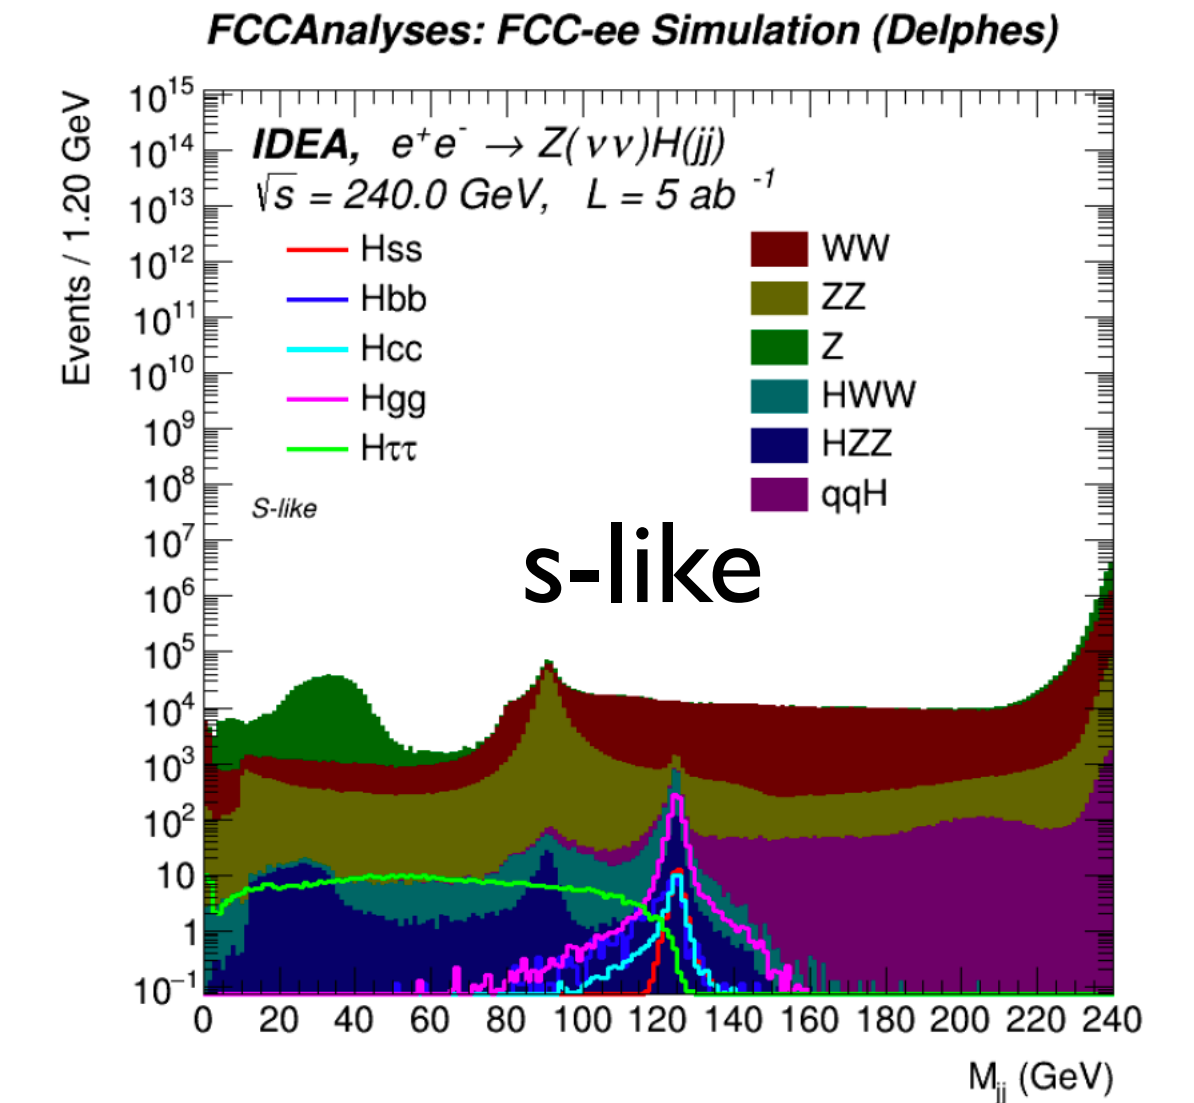 FCCAnalyses: FCC-ee Simulation (Delphes)
Events / 1.20 GeV
10¹⁵
10¹⁴
10¹³
10¹²
10¹¹
10¹⁰
10⁹
10⁸
10⁷
10⁶
10⁵
10⁴
10³
10²
10
1
10⁻¹
IDEA, e⁺e⁻ → Z(νν)H(jj)
√s = 240.0 GeV, L = 5 ab⁻¹
Hss
Hbb
Hcc
Hgg
Hττ
WW
ZZ
Z
HWW
HZZ
qqH
S-like
s-like
0 20 40 60 80 100 120 140 160 180 200 220 240
M_jj (GeV)